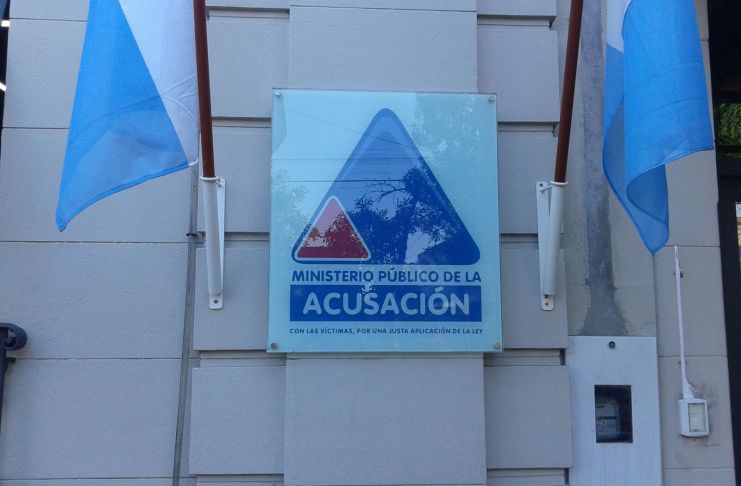 MINISTERIO PÚBLICO DE LA
ACUSACIÓN
CON LAS VÍCTIMAS, POR UNA JUSTA APLICACIÓN DE LA LEY